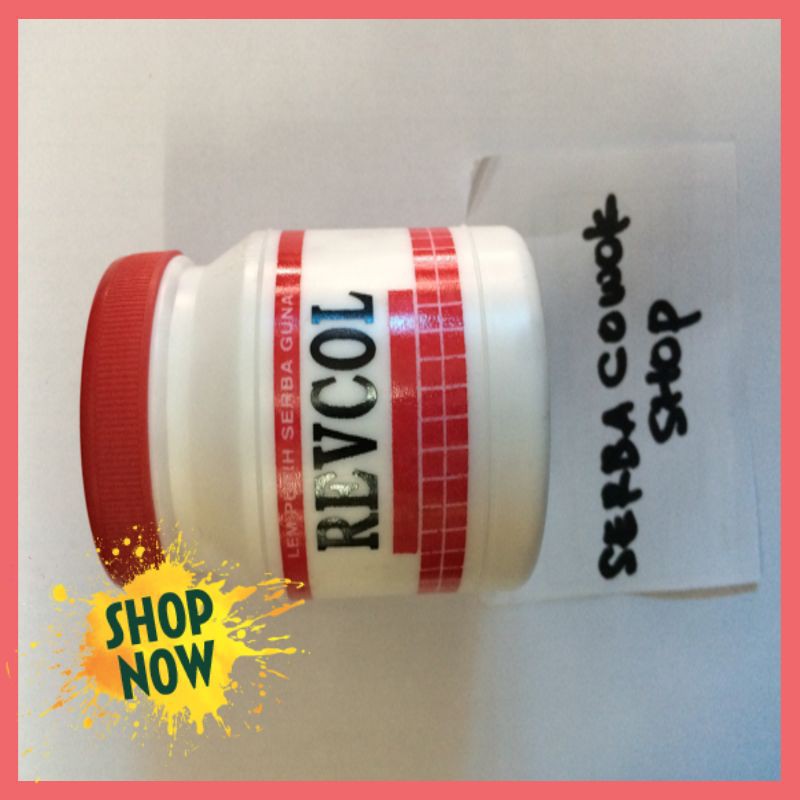 LEM PUTIH SERBA GUNA
REVCOL
SERBA COWOK
SHOP
SHOP
NOW